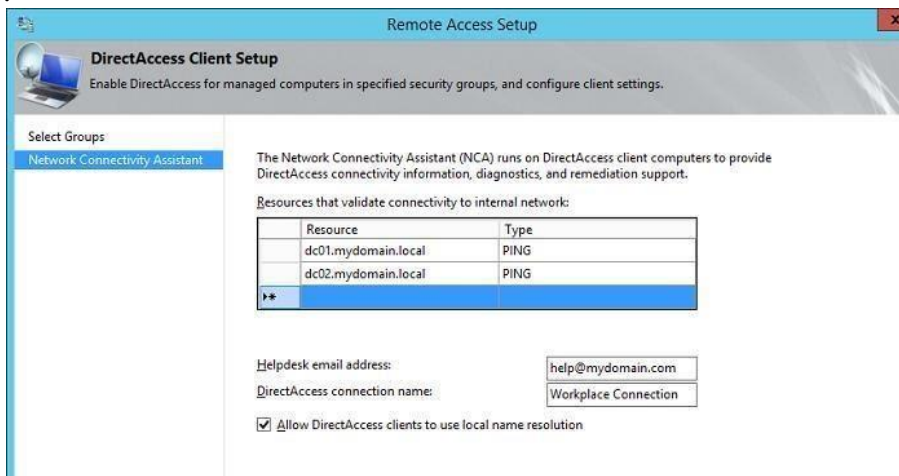 Remote Access Setup
x
DirectAccess Client Setup
Enable DirectAccess for managed computers in specified security groups, and configure client settings.
Select Groups
Network Connectivity Assistant
The Network Connectivity Assistant (NCA) runs on DirectAccess client computers to provide
DirectAccess connectivity information, diagnostics, and remediation support.
Resources that validate connectivity to internal network:
Resource Type
dc01.mydomain.local PING
dc02.mydomain.local PING
Helpdesk email address: help@mydomain.com
DirectAccess connection name: Workplace Connection
Allow DirectAccess clients to use local name resolution